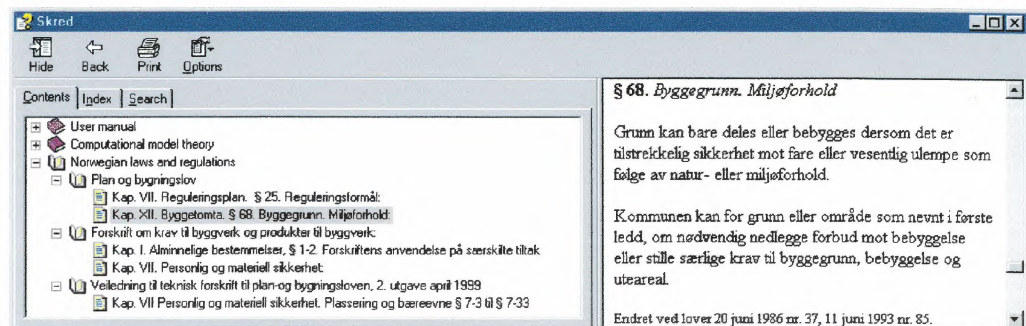 Skred
Hide Back Print Options
Contents Index Search
User manual
Computational model theory
Norwegian laws and regulations
Plan og bygningslov
Kap. VII. Reguleringsplan. § 25. Reguleringsformål:
Kap. XII. Byggetomta. § 68. Byggegrunn. Miljøforhold:
Forskrift om krav til byggverk og produkter til byggverk:
Kap. I. Alminnelige bestemmelser, § 1-2. Forskriftens anvendelse på særskilte tiltak
Kap. VII. Personlig og materiell sikkerhet:
Veiledning til teknisk forskrift til plan-og bygningsloven, 2. utgave april 1999
Kap. VII Personlig og materiell sikkerhet. Plassering og bæreevne § 7-3 til § 7-33
§ 68. Byggegrunn. Miljøforhold
Grunn kan bare deles eller bebygges dersom det er
tilstrekkelig sikkerhet mot fare eller vesentlig ulempe som
følge av natur- eller miljøforhold.
Kommunen kan for grunn eller område som nevnt i første
ledd, om nødvendig nedlegge forbud mot bebyggelse
eller stille særlige krav til byggegrunn, bebyggelse og
uteareal.
Endret ved lover 20 juni 1986 nr. 37, 11 juni 1993 nr. 85.